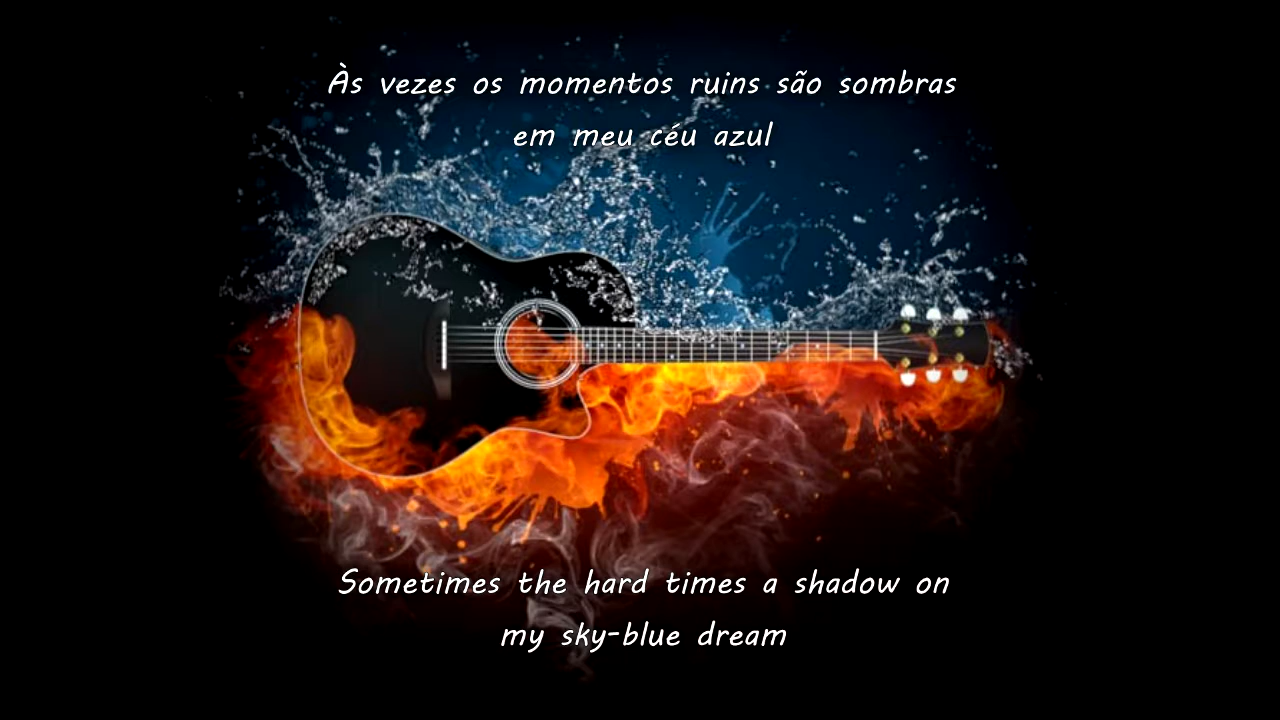 Às vezes os momentos ruins são sombras
em meu céu azul
Sometimes the hard times a shadow on
my sky-blue dream